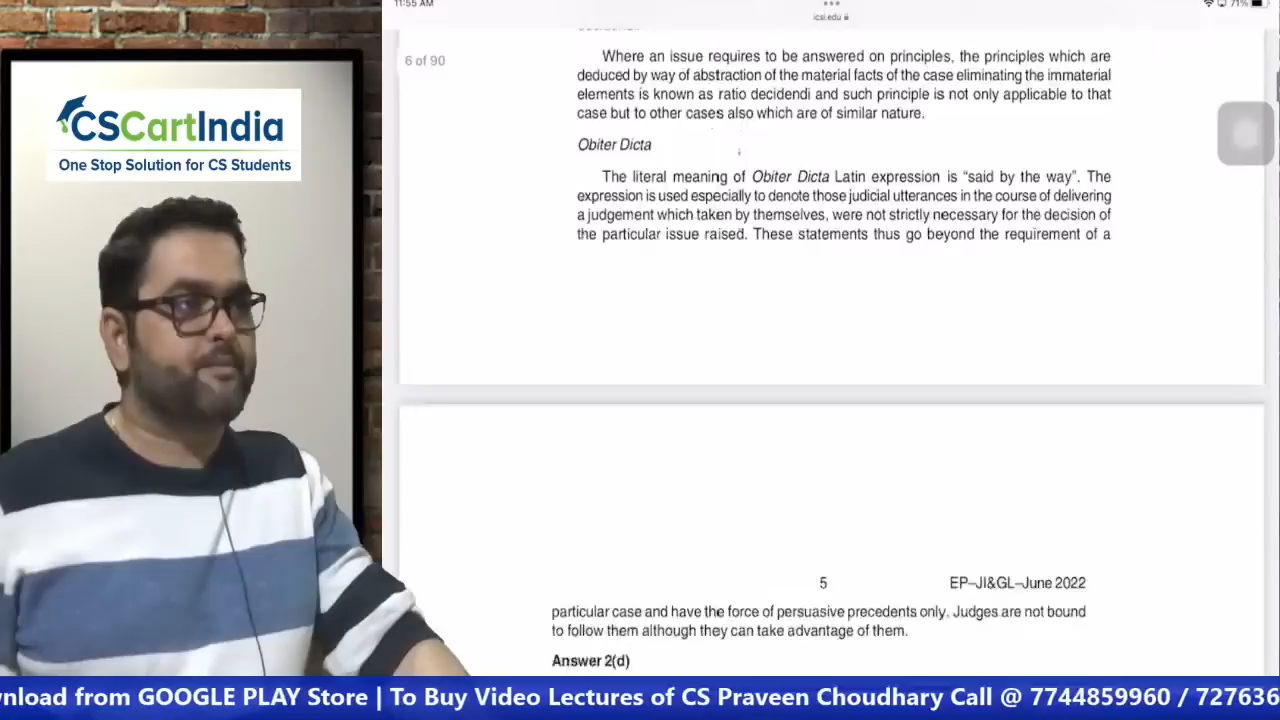 11:55 AM
71%
icsi.edu
6 of 90
CSCartIndia
One Stop Solution for CS Students
Where an issue requires to be answered on principles, the principles which are
deduced by way of abstraction of the material facts of the case eliminating the immaterial
elements is known as ratio decidendi and such principle is not only applicable to that
case but to other cases also which are of similar nature.
Obiter Dicta
The literal meaning of Obiter Dicta Latin expression is “said by the way”. The
expression is used especially to denote those judicial utterances in the course of delivering
a judgement which taken by themselves, were not strictly necessary for the decision of
the particular issue raised. These statements thus go beyond the requirement of a
5 EP–JI&GL–June 2022
particular case and have the force of persuasive precedents only. Judges are not bound
to follow them although they can take advantage of them.
Answer 2(d)
wnload from GOOGLE PLAY Store | To Buy Video Lectures of CS Praveen Choudhary Call @ 7744859960 / 727636